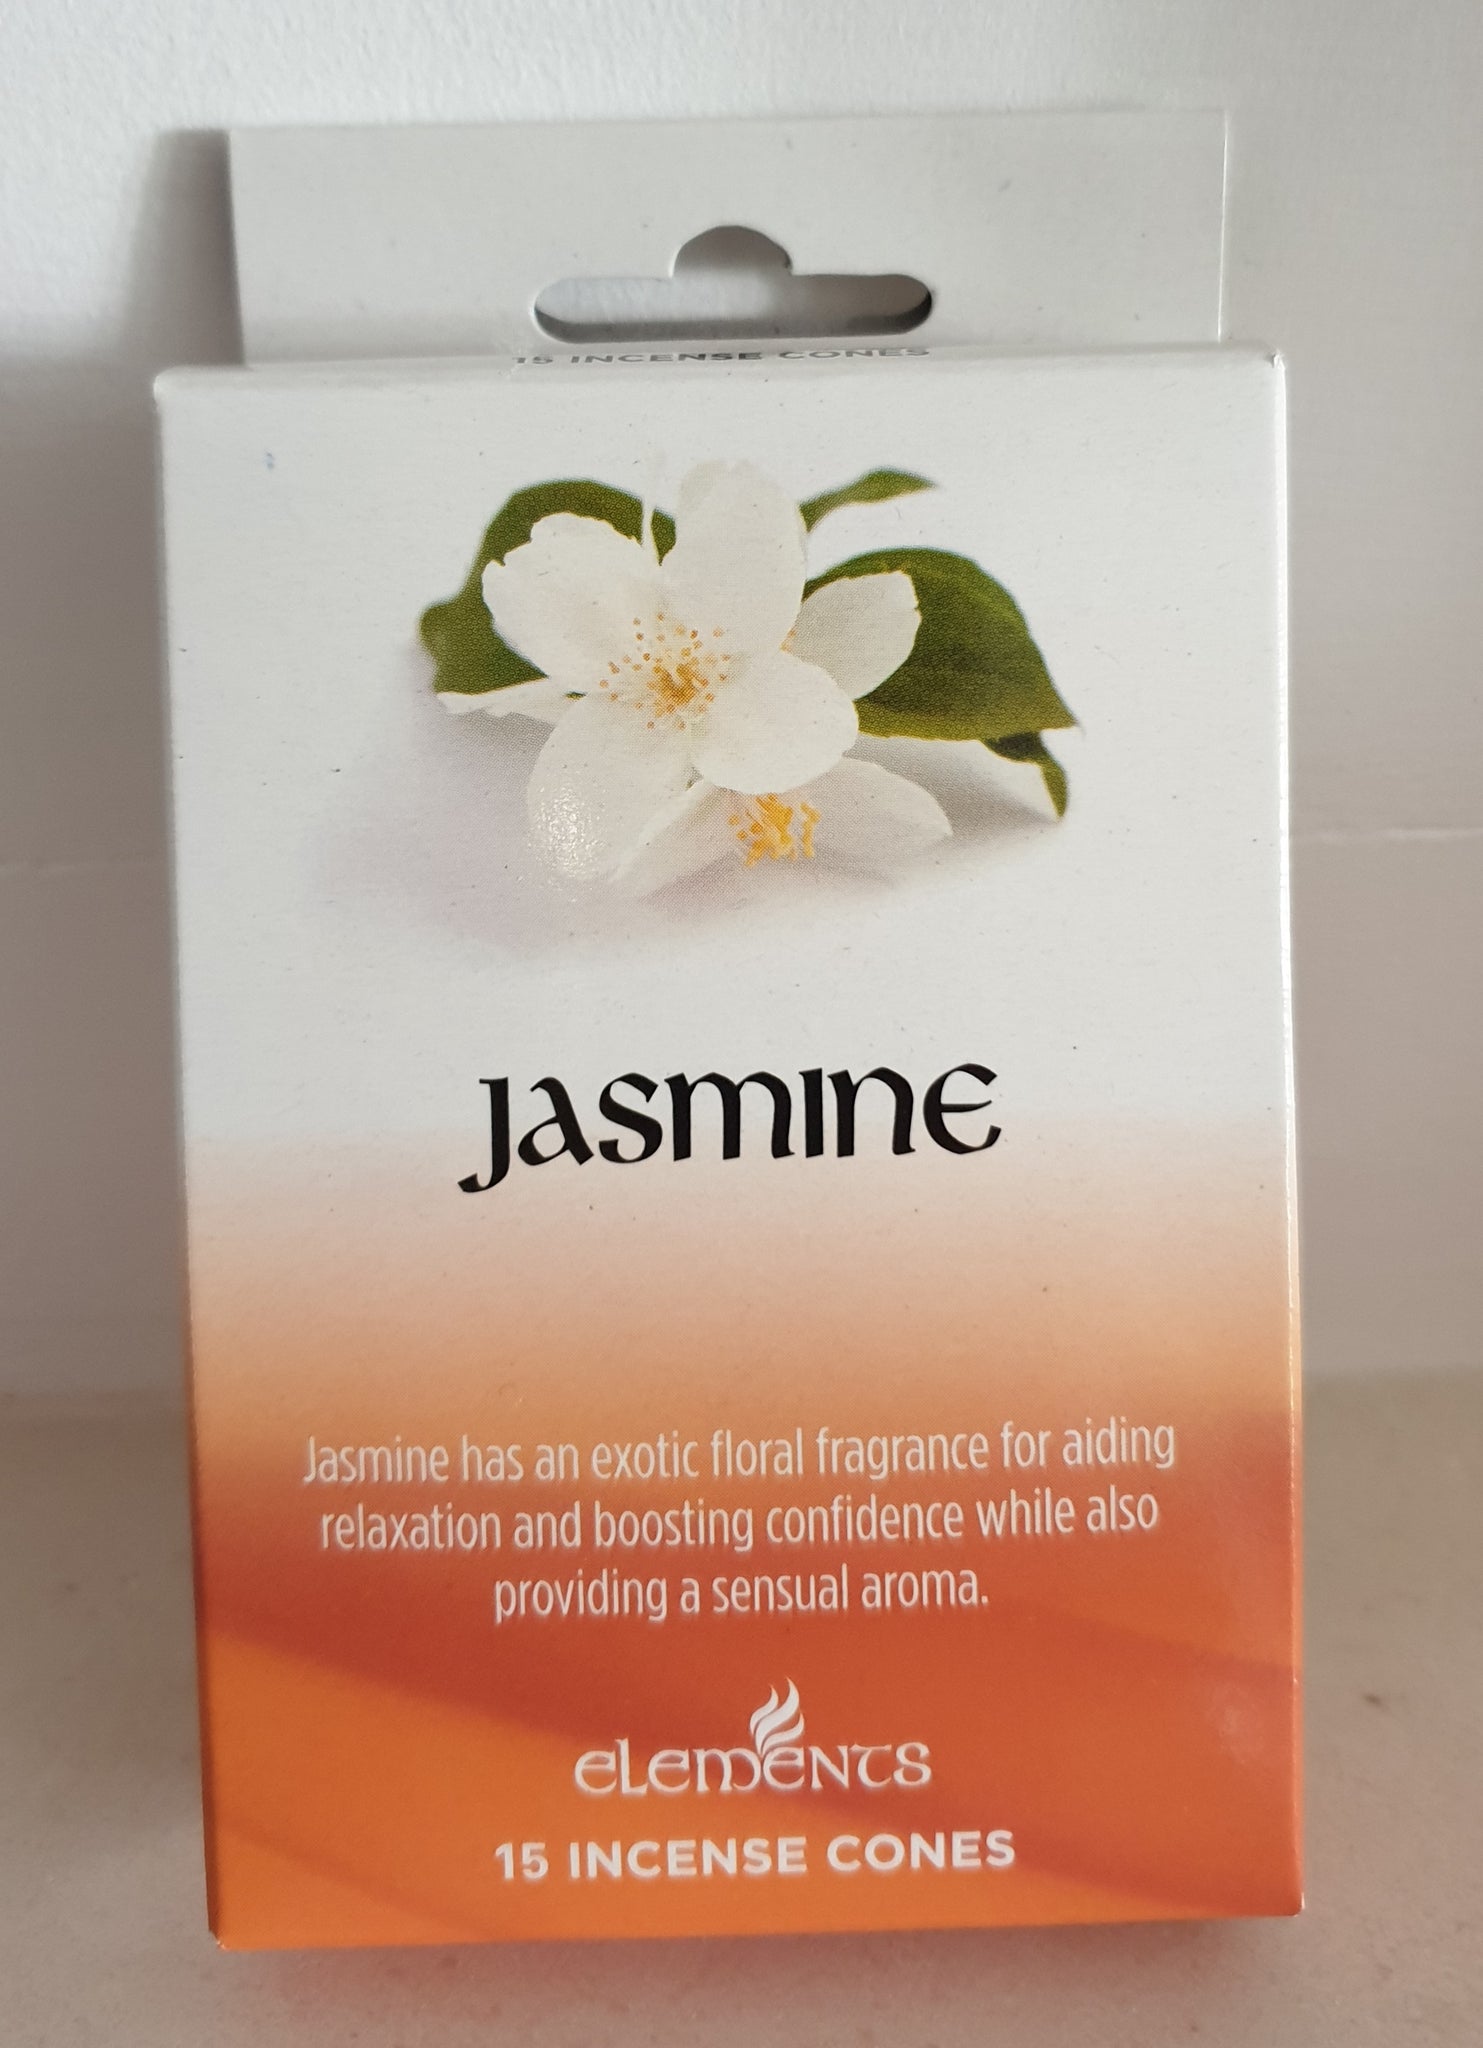 15 INCENSE CONES
JASMINE
Jasmine has an exotic floral fragrance for aiding
relaxation and boosting confidence while also
providing a sensual aroma.
ELEMENTS
15 INCENSE CONES